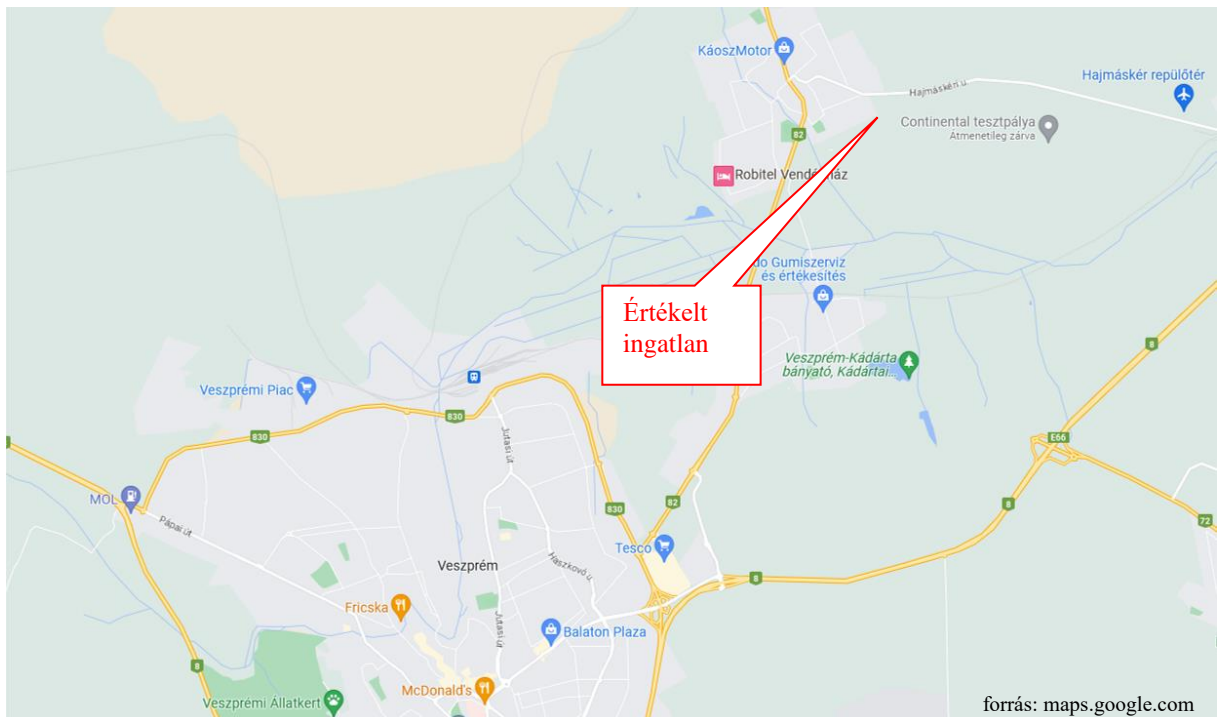 KáoszMotor
Hajmáskéri u.
Hajmáskér repülőtér
Continental tesztpálya
Átmenetileg zárva
82
Robitel Vendégház
do Gumiszerviz
és értékesítés
Értékelt
ingatlan
8
Veszprém-Kádárta
bányató, Kádártai...
Veszprémi Piac
830
830
E66
Jutasi út
MOL
8
72
Pápai út
830
82
Tesco
Haszkovó u.
Veszprém
8
Fricska
Jutasi út
Balaton Plaza
8
McDonald's
Veszprémi Állatkert
forrás: maps.google.com